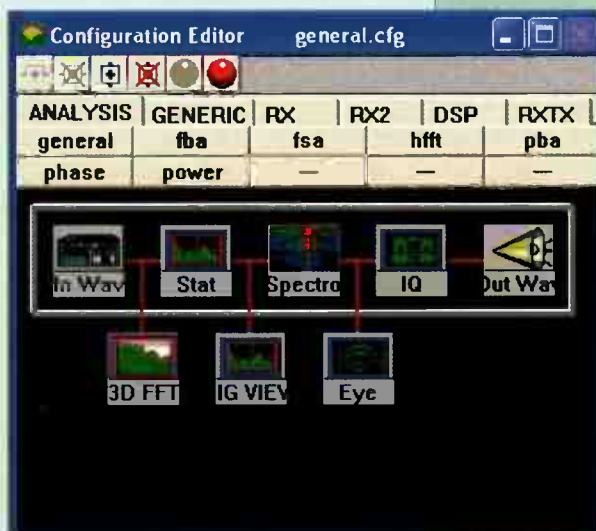 Configuration Editor general.cfg
ANALYSIS GENERIC RX RX2 DSP RXTX
general fba fsa hfft pba
phase power — — —
In Wav Stat Spectro IQ Out Wav
3D FFT IG VIEV Eye